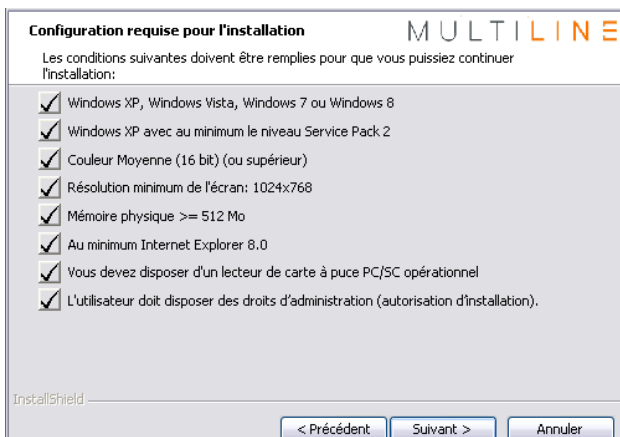 Configuration requise pour l'installation
MULTILINE
Les conditions suivantes doivent être remplies pour que vous puissiez continuer
l'installation:
Windows XP, Windows Vista, Windows 7 ou Windows 8
Windows XP avec au minimum le niveau Service Pack 2
Couleur Moyenne (16 bit) (ou supérieur)
Résolution minimum de l'écran: 1024x768
Mémoire physique >= 512 Mo
Au minimum Internet Explorer 8.0
Vous devez disposer d'un lecteur de carte à puce PC/SC opérationnel
L'utilisateur doit disposer des droits d'administration (autorisation d'installation).
InstallShield
< Précédent Suivant > Annuler